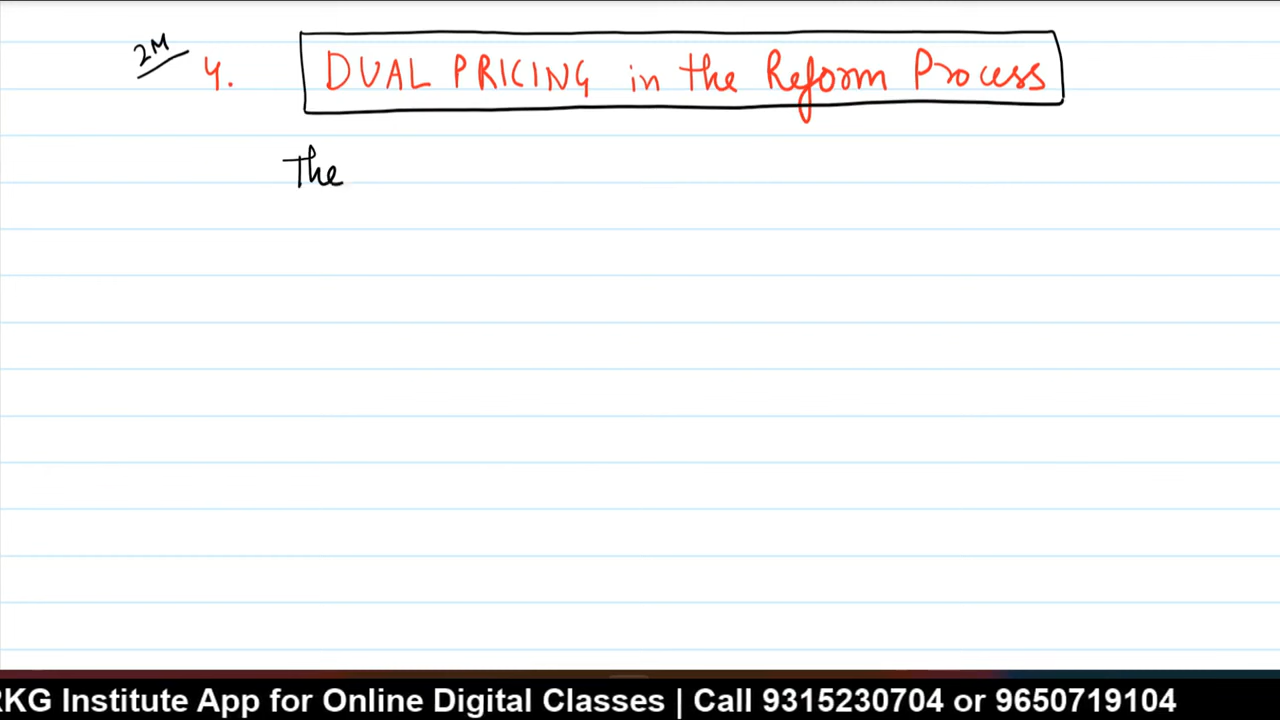 2M
4. DUAL PRICING in the Reform Process
The
RKG Institute App for Online Digital Classes | Call 9315230704 or 9650719104